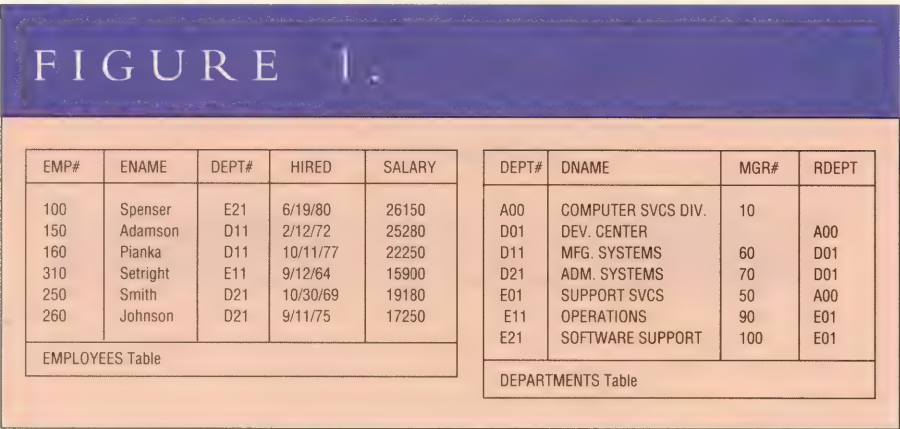 FIGURE 1.
EMP# ENAME DEPT# HIRED SALARY
100 Spenser E21 6/19/80 26150
150 Adamson D11 2/12/72 25280
160 Pianka D11 10/11/77 22250
310 Setright E11 9/12/64 15900
250 Smith D21 10/30/69 19180
260 Johnson D21 9/11/75 17250
EMPLOYEES Table
DEPT# DNAME MGR# RDEPT
A00 COMPUTER SVCS DIV. 10
D01 DEV. CENTER A00
D11 MFG. SYSTEMS 60 D01
D21 ADM. SYSTEMS 70 D01
E01 SUPPORT SVCS 50 A00
E11 OPERATIONS 90 E01
E21 SOFTWARE SUPPORT 100 E01
DEPARTMENTS Table